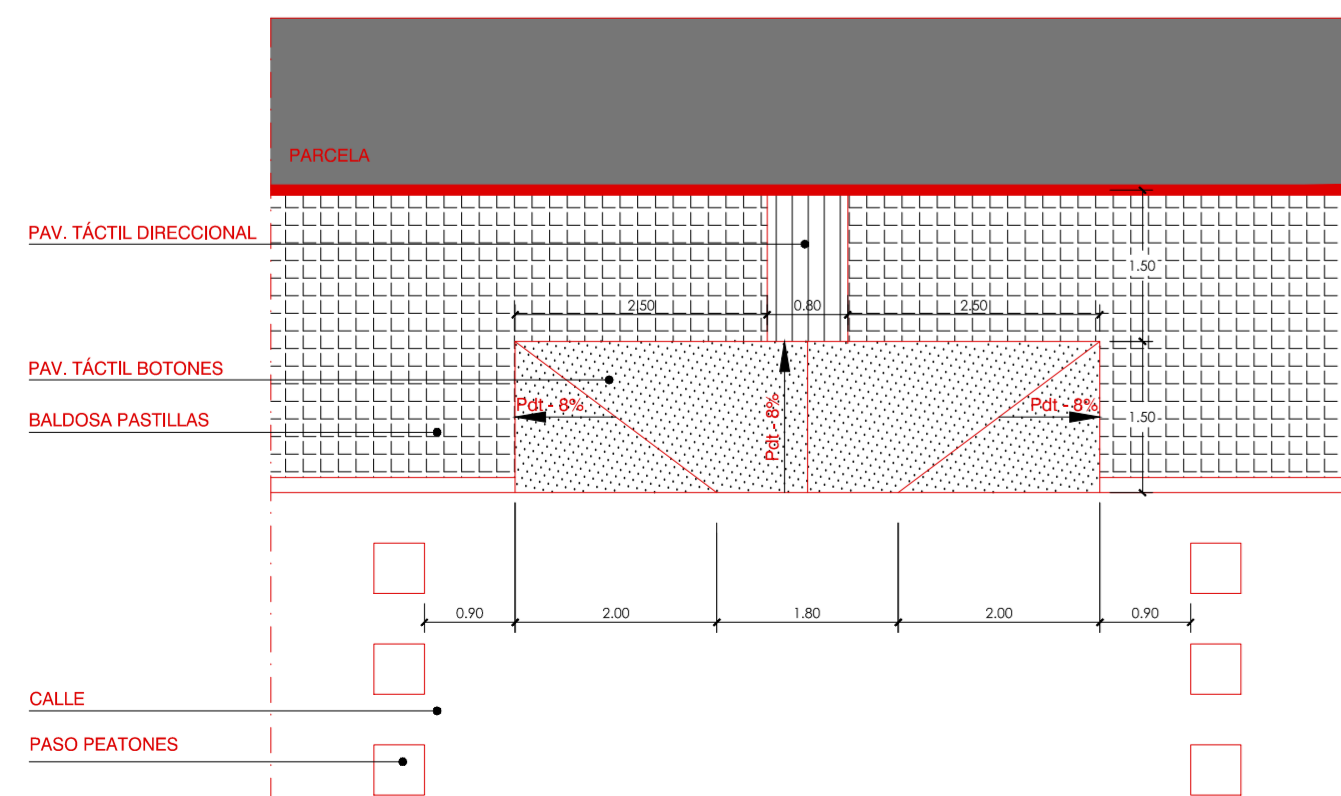 PARCELA
PAV. TÁCTIL DIRECCIONAL
1.50
2.50
0.80
2.50
PAV. TÁCTIL BOTONES
BALDOSA PASTILLAS
Pdt - 8%
Pdt - 8%
Pdt - 8%
1.50
0.90
2.00
1.80
2.00
0.90
CALLE
PASO PEATONES